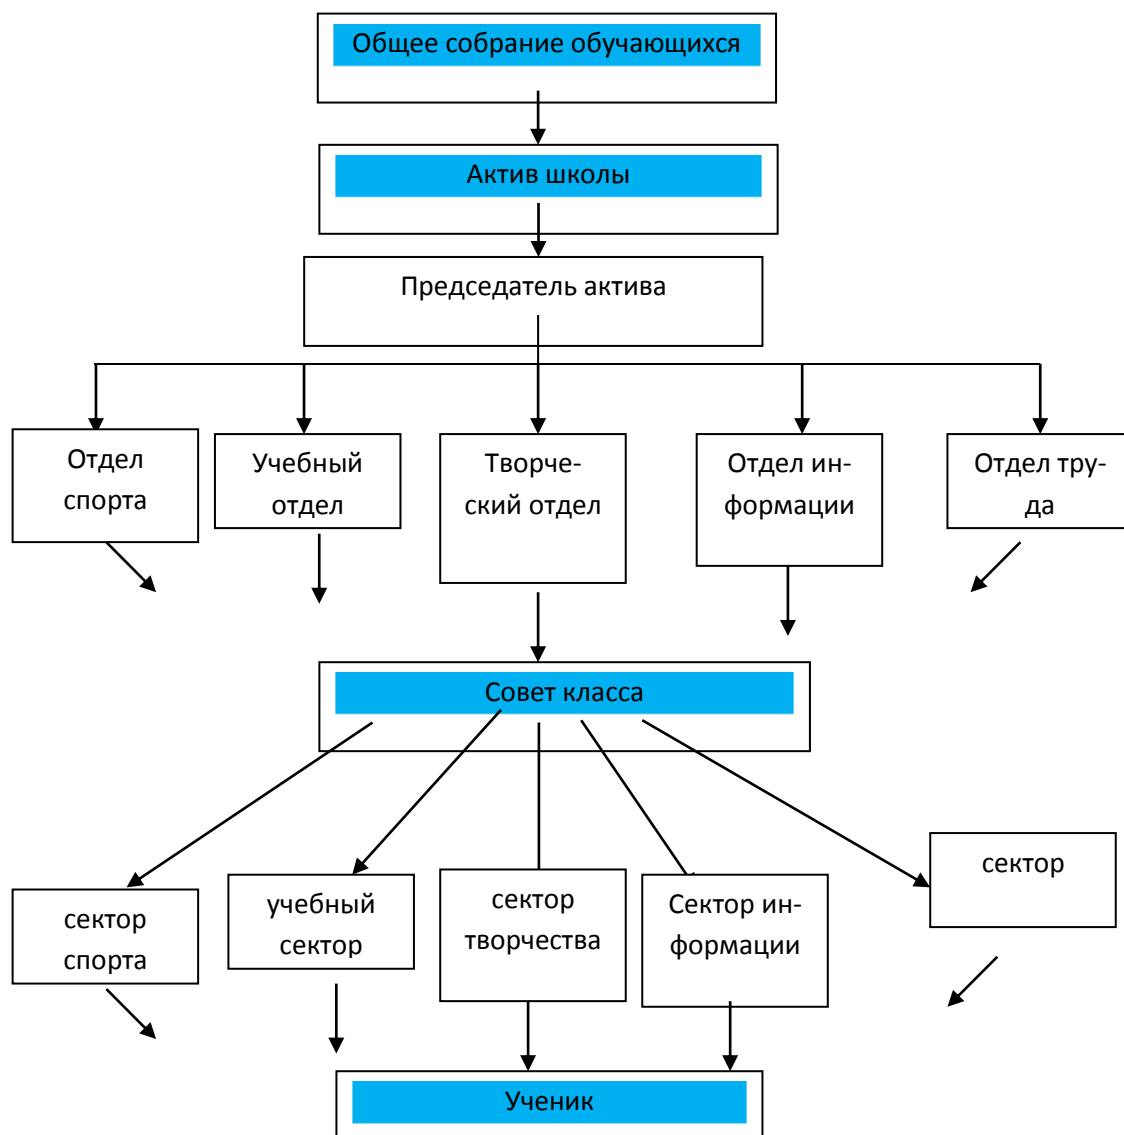 Общее собрание обучающихся
Актив школы
Председатель актива
Отдел
спорта
Учебный
отдел
Творче-
ский отдел
Отдел ин-
формации
Отдел тру-
да
Совет класса
сектор
спорта
учебный
сектор
сектор
творчества
Сектор ин-
формации
сектор
Ученик